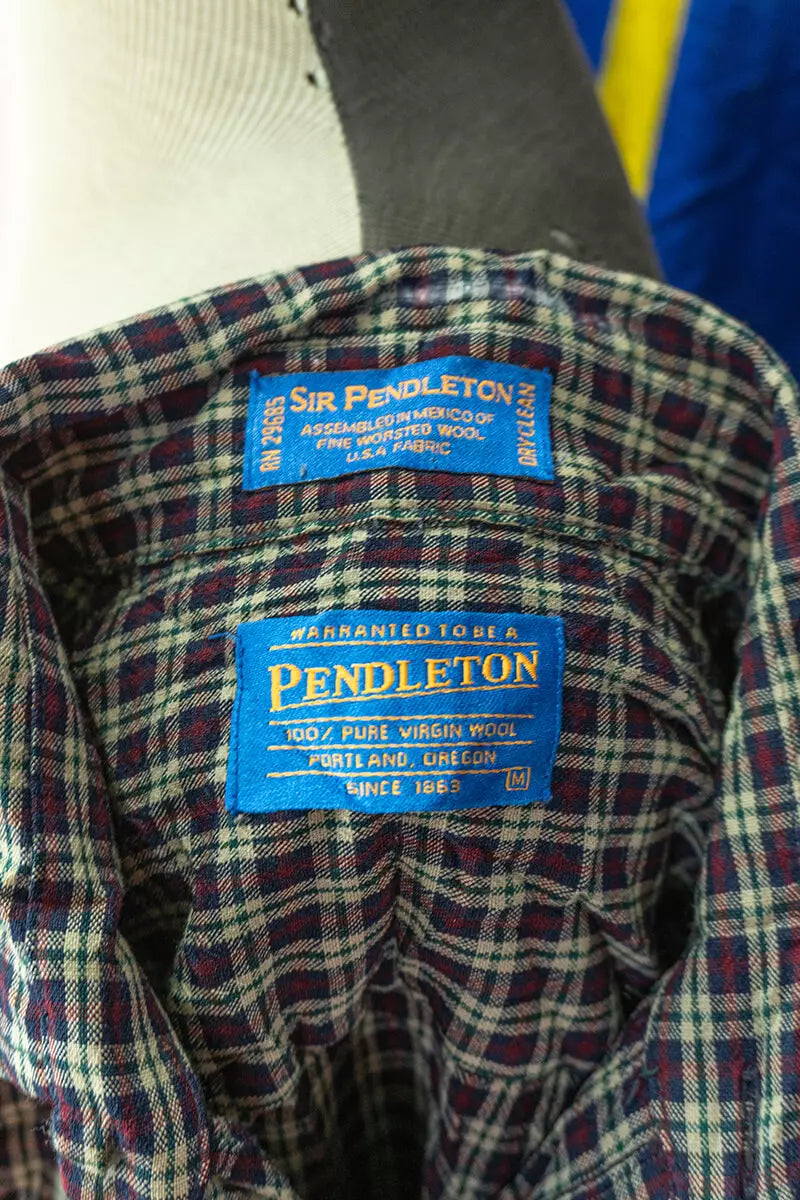 SIR PENDLETON
ASSEMBLED IN MEXICO OF
FINE WORSTED WOOL
U.S.A FABRIC
RN 29685
DRYCLEAN
WARRANTED TO BE A
PENDLETON
100% PURE VIRGIN WOOL
PORTLAND, OREGON
SINCE 1863
M